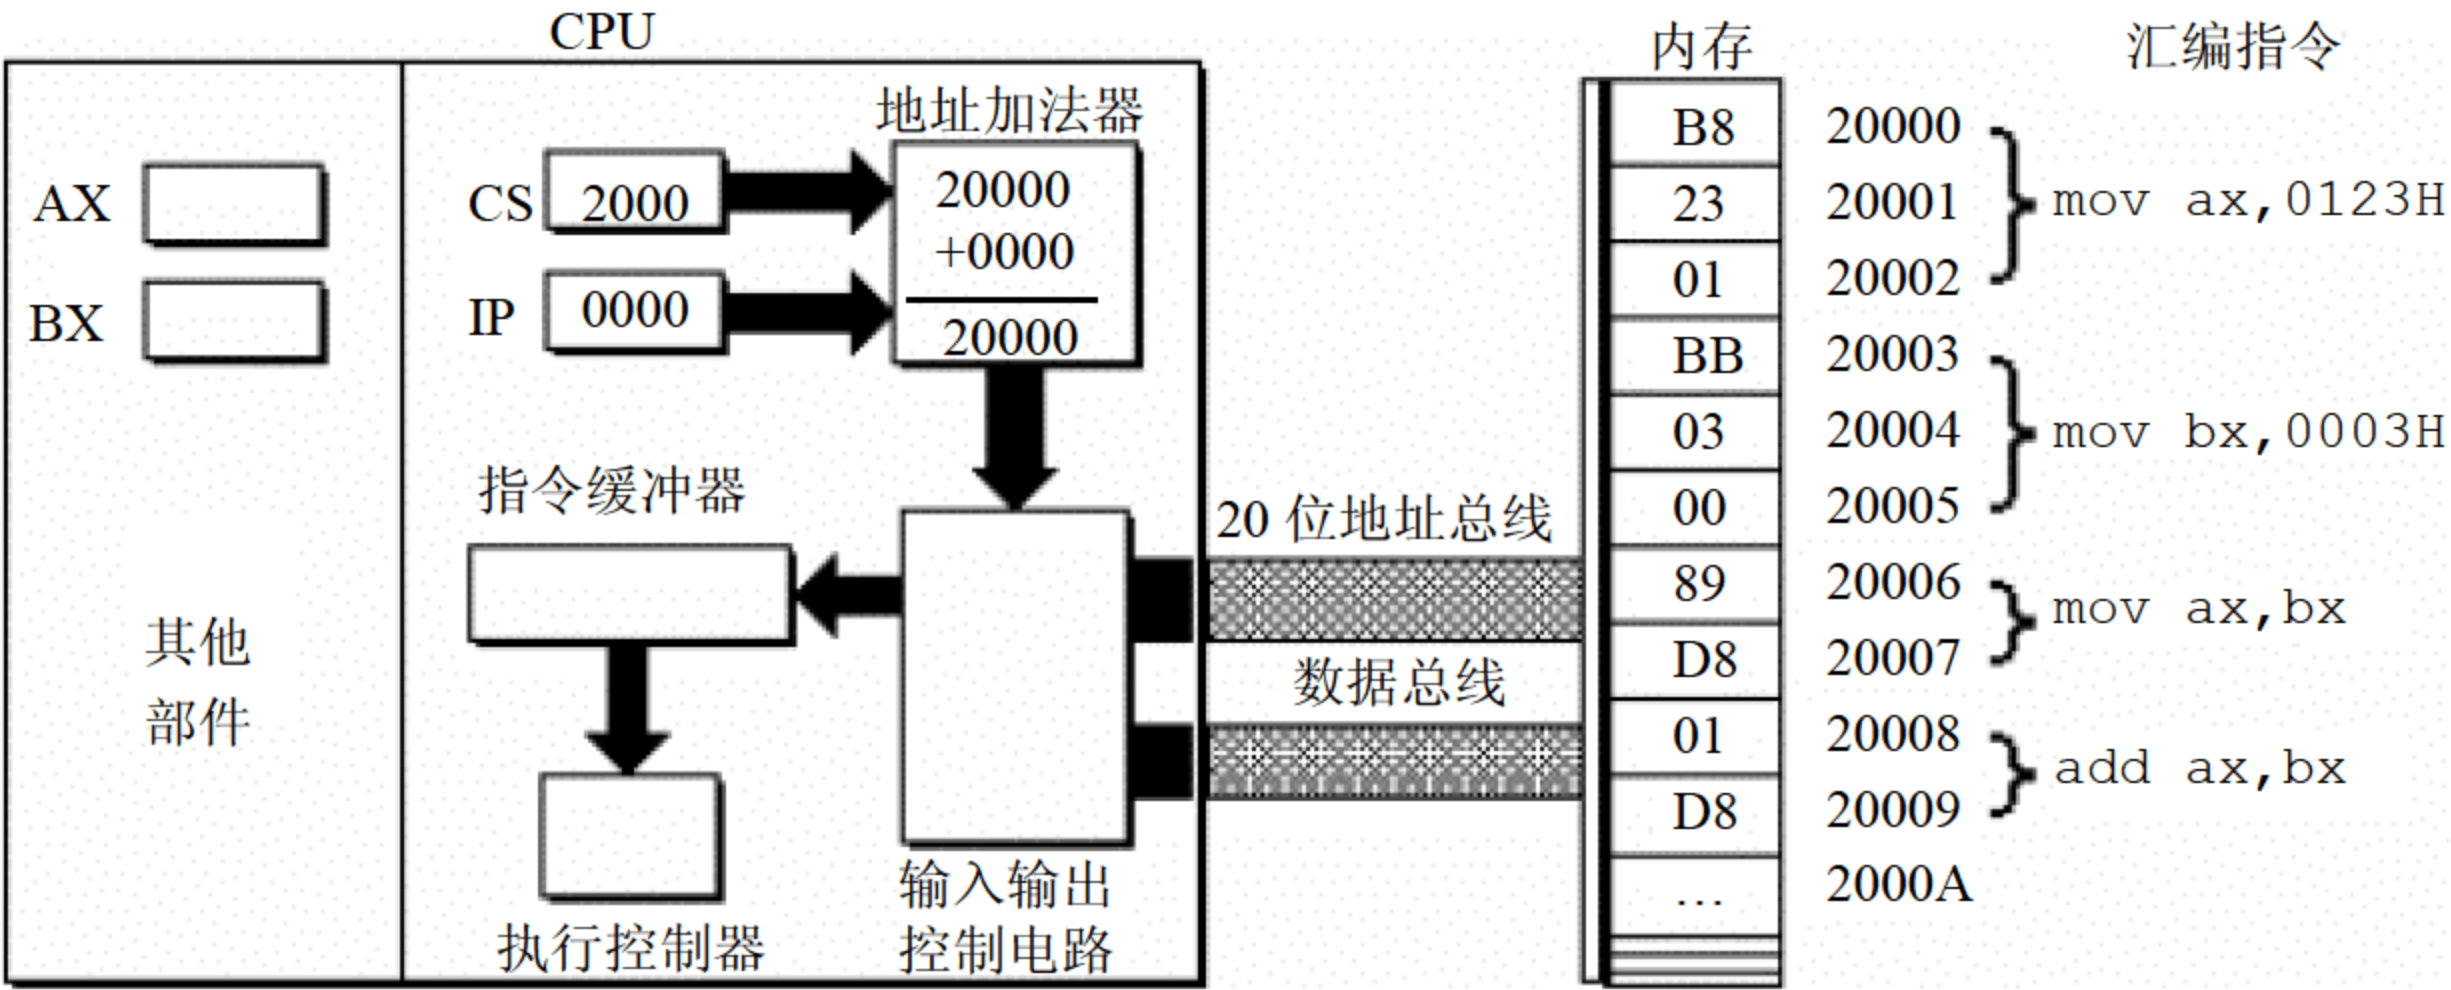 CPU
内存
汇编指令
地址加法器
AX
BX
CS
2000
IP
0000
20000
+0000
20000
指令缓冲器
其他
部件
执行控制器
输入输出
控制电路
20 位地址总线
数据总线
B8 20000
23 20001 mov ax,0123H
01 20002
BB 20003
03 20004 mov bx,0003H
00 20005
89 20006 mov ax,bx
D8 20007
01 20008 add ax,bx
D8 20009
… 2000A